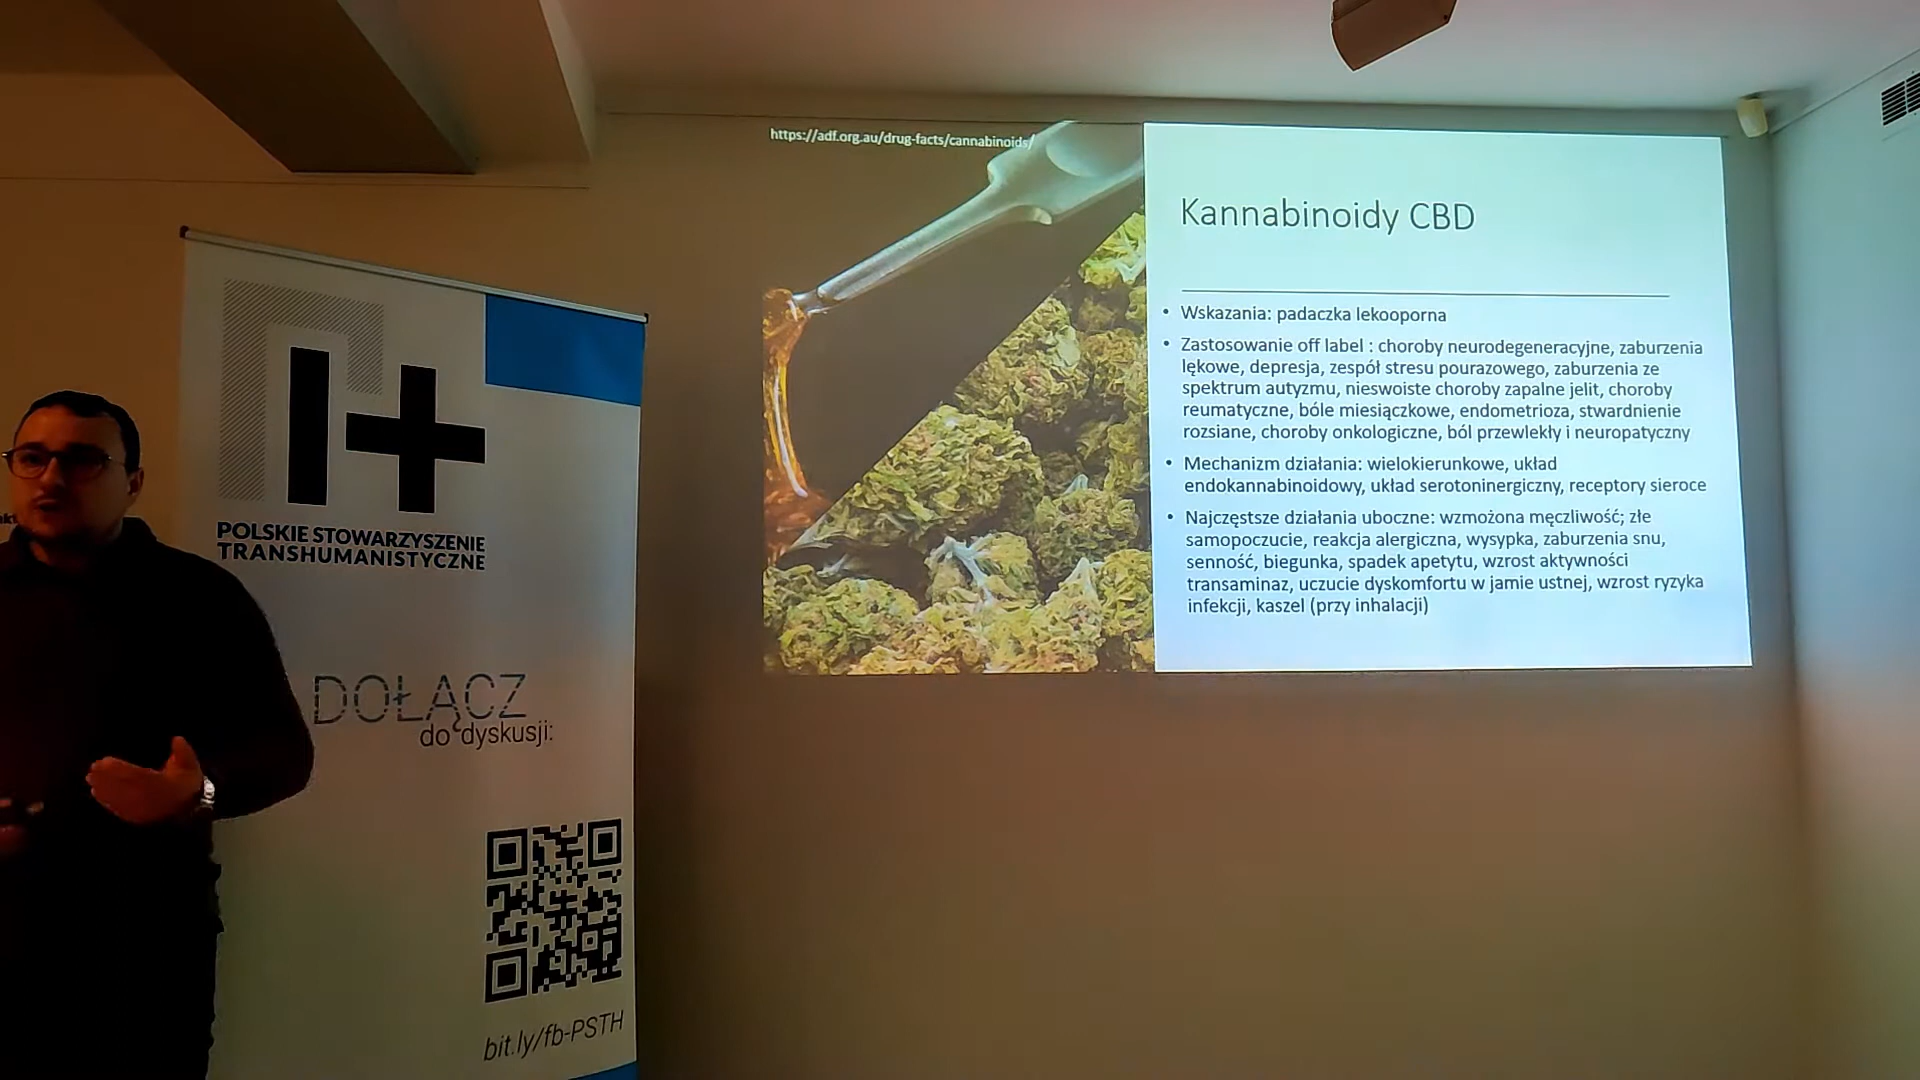 https://adf.org.au/drug-facts/cannabinoids/
Kannabinoidy CBD
• Wskazania: padaczka lekooporna
• Zastosowanie off label : choroby neurodegeneracyjne, zaburzenia
lękowe, depresja, zespół stresu pourazowego, zaburzenia ze
spektrum autyzmu, nieswoiste choroby zapalne jelit, choroby
reumatyczne, bóle miesiączkowe, endometrioza, stwardnienie
rozsiane, choroby onkologiczne, ból przewlekły i neuropatyczny
• Mechanizm działania: wielokierunkowe, układ
endokannabinoidowy, układ serotoninergiczny, receptory sieroce
• Najczęstsze działania uboczne: wzmożona męczliwość; złe
samopoczucie, reakcja alergiczna, wysypka, zaburzenia snu,
senność, biegunka, spadek apetytu, wzrost aktywności
transaminaz, uczucie dyskomfortu w jamie ustnej, wzrost ryzyka
infekcji, kaszel (przy inhalacji)
POLSKIE STOWARZYSZENIE
TRANSHUMANISTYCZNE
DOŁĄCZ
do dyskusji:
bit.ly/fb-PSTH